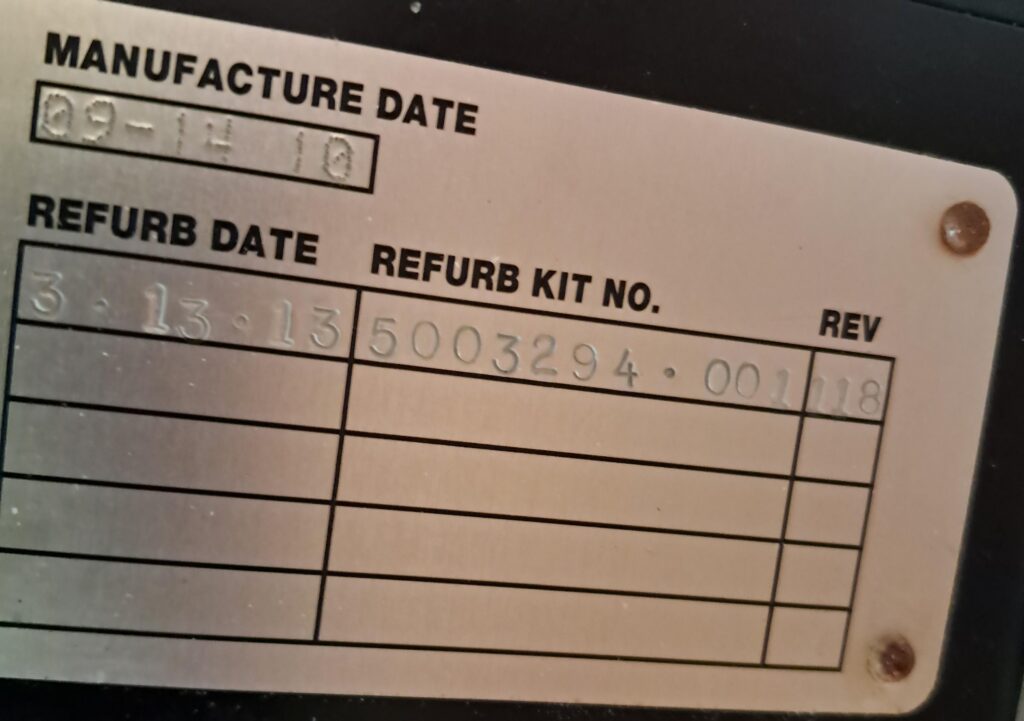 MANUFACTURE DATE
09-14 10
REFURB DATE REFURB KIT NO. REV
3.13.13 5003294.001 118